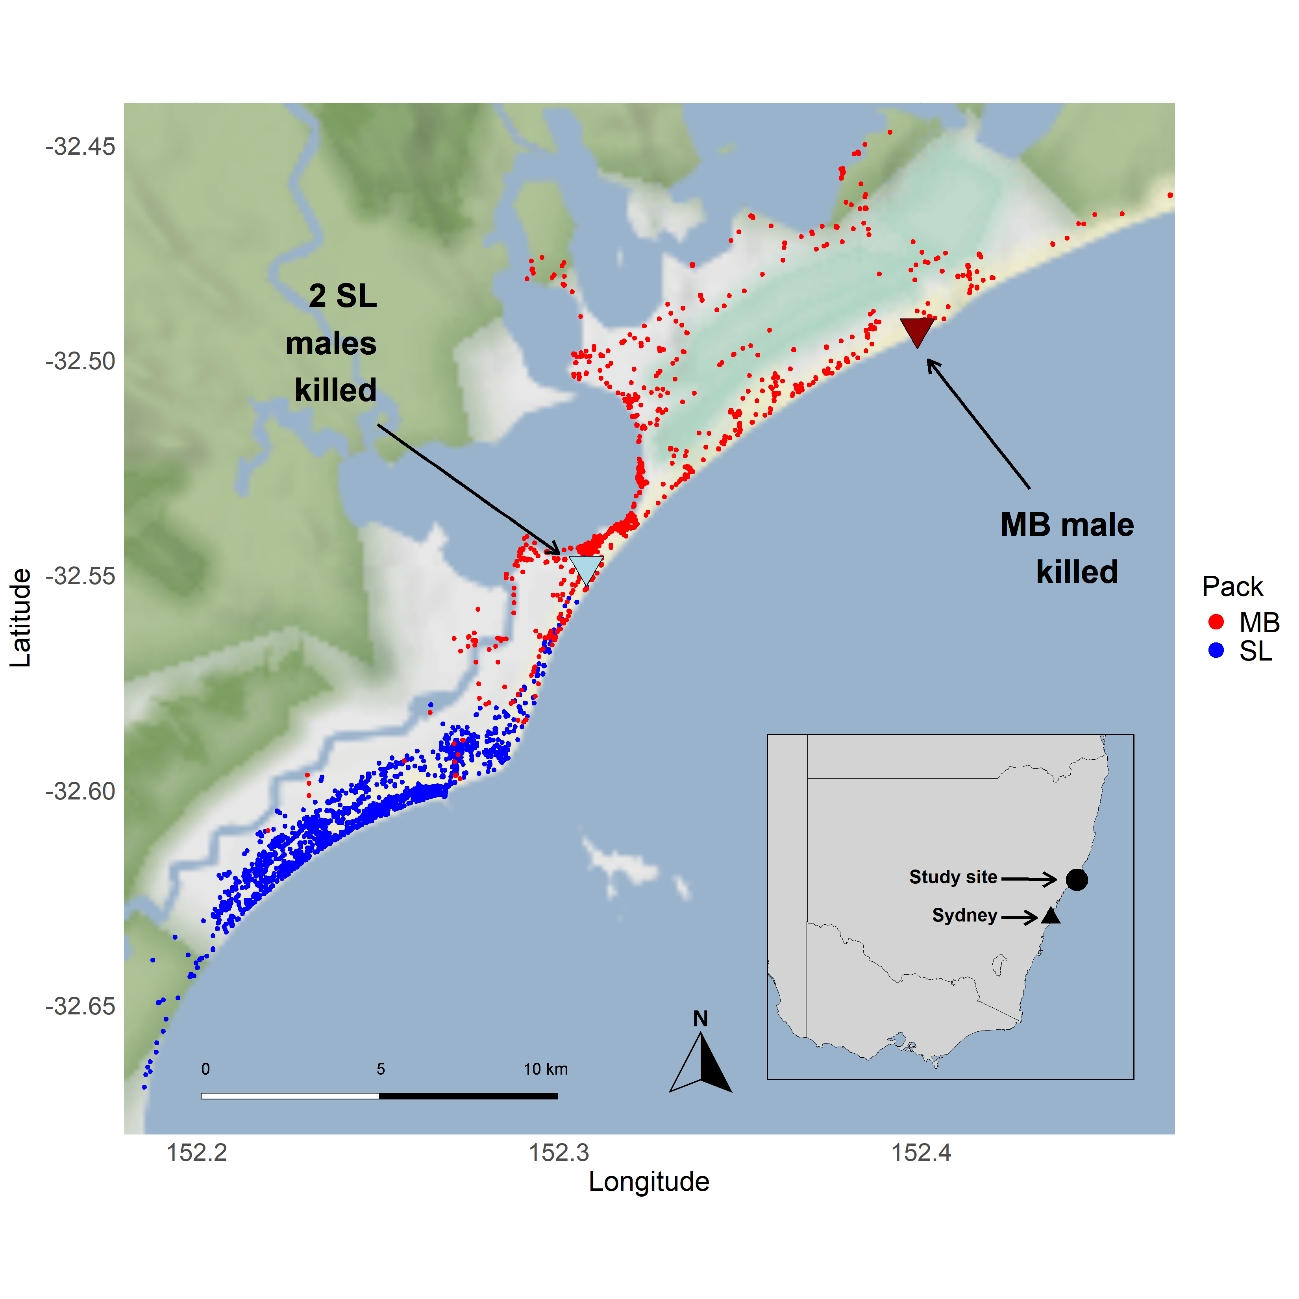 -32.45
-32.50
-32.55
-32.60
-32.65
Latitude
2 SL
males
killed
MB male
killed
Pack
MB
SL
Study site
Sydney
N
0 5 10 km
152.2 152.3 152.4
Longitude